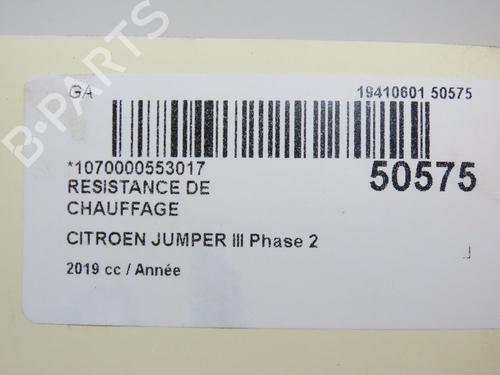 GA
19410601 50575
*1070000553017
50575
RESISTANCE DE
CHAUFFAGE
CITROEN JUMPER III Phase 2
2019 cc / Année
B-PARTS